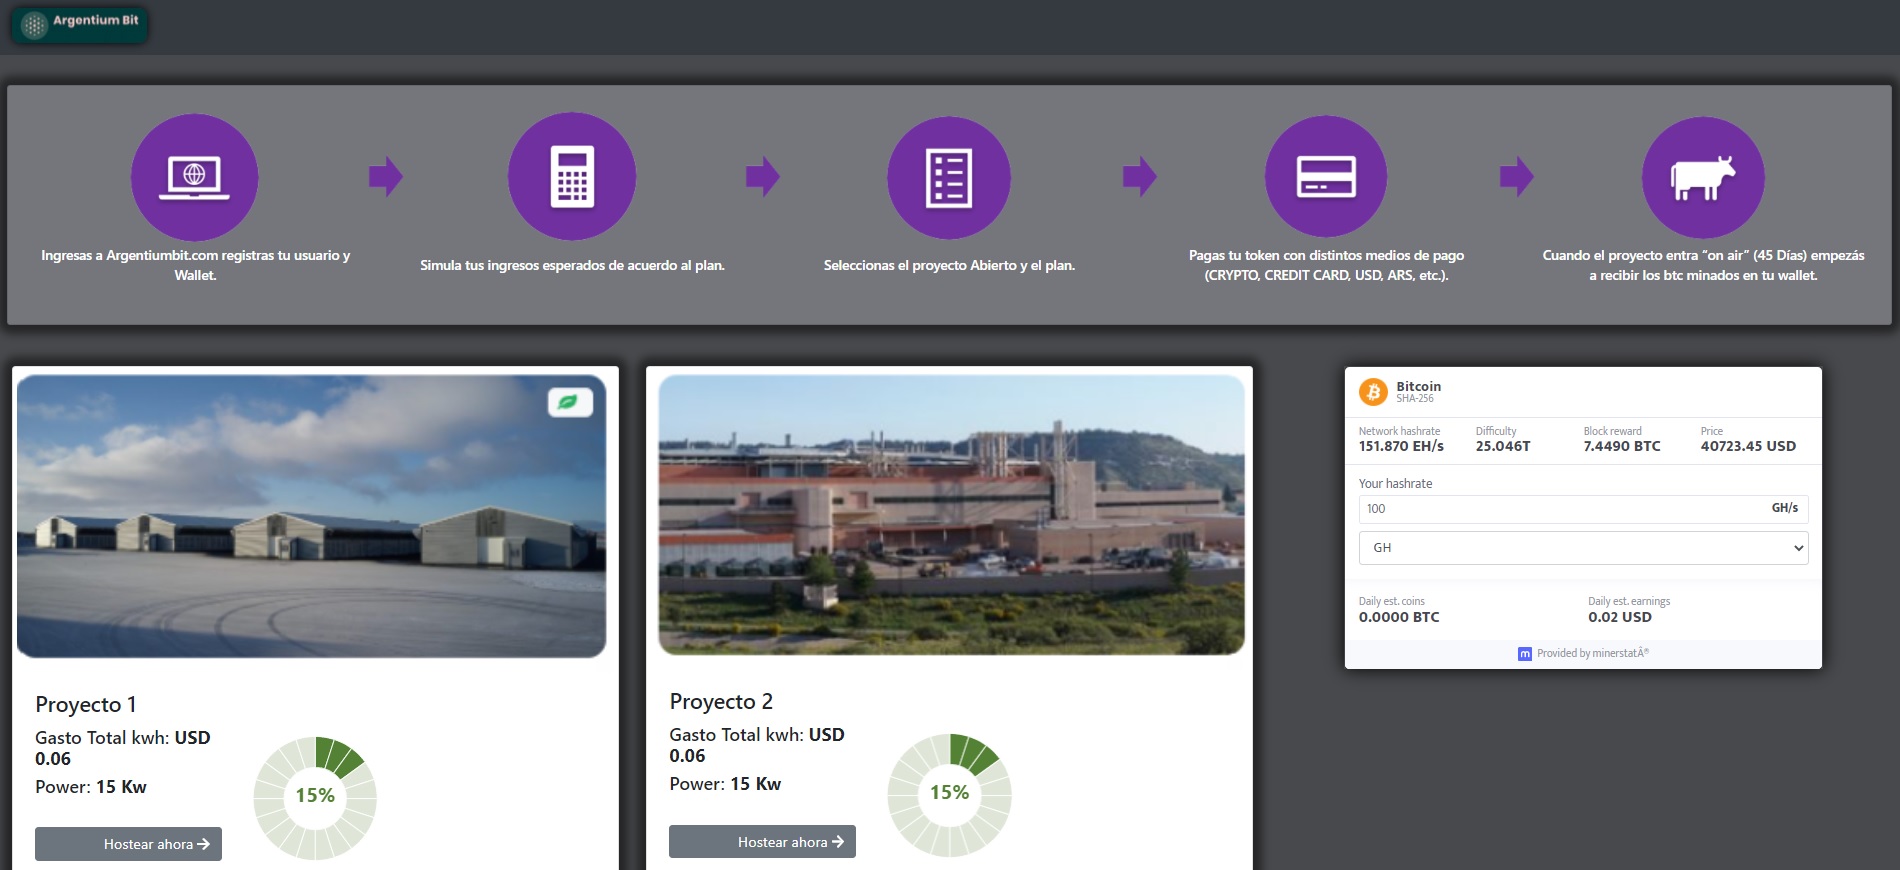 Argentium Bit
Ingresas a Argentiumbit.com registras tu usuario y
Wallet.
Simula tus ingresos esperados de acuerdo al plan.
Seleccionas el proyecto Abierto y el plan.
Pagas tu token con distintos medios de pago
(CRYPTO, CREDIT CARD, USD, ARS, etc.).
Cuando el proyecto entra “on air” (45 Días) empezás
a recibir los btc minados en tu wallet.
Proyecto 1
Gasto Total kwh: USD
0.06
Power: 15 Kw
15%
Hostear ahora
Proyecto 2
Gasto Total kwh: USD
0.06
Power: 15 Kw
15%
Hostear ahora
Bitcoin
SHA-256
Network hashrate Difficulty Block reward Price
151.870 EH/s 25.046T 7.4490 BTC 40723.45 USD
Your hashrate
100 GH/s
GH
Daily est. coins Daily est. earnings
0.0000 BTC 0.02 USD
m Provided by minerstatÂ®